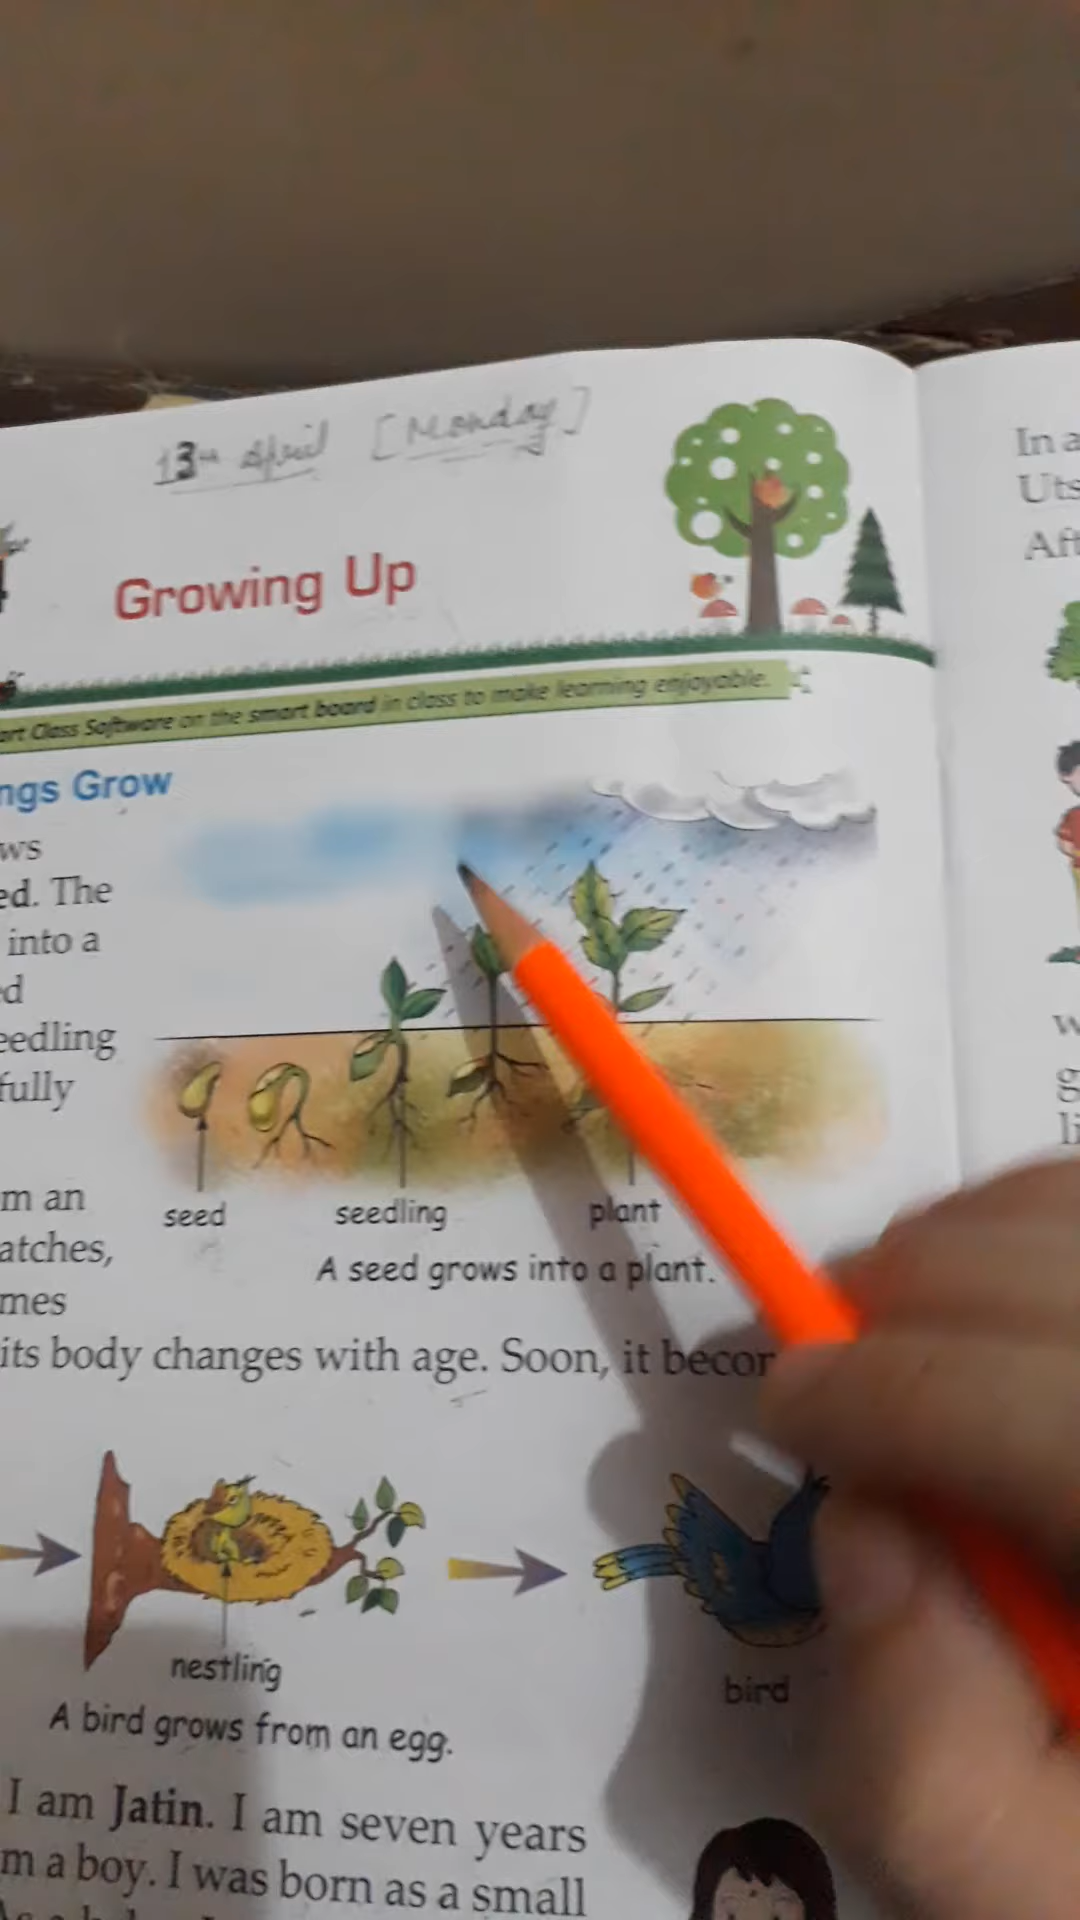 13th April [Monday]
Growing Up
art Class Software on the smart board in class to make learning enjoyable.
ngs Grow
ws
ed. The
into a
ed
eedling
fully
seed
seedling
plant
A seed grows into a plant.
m an
atches,
mes
its body changes with age. Soon, it becor
nestling
bird
A bird grows from an egg.
I am Jatin. I am seven years
m a boy. I was born as a small
In a
Uts
Aft
w
g
li